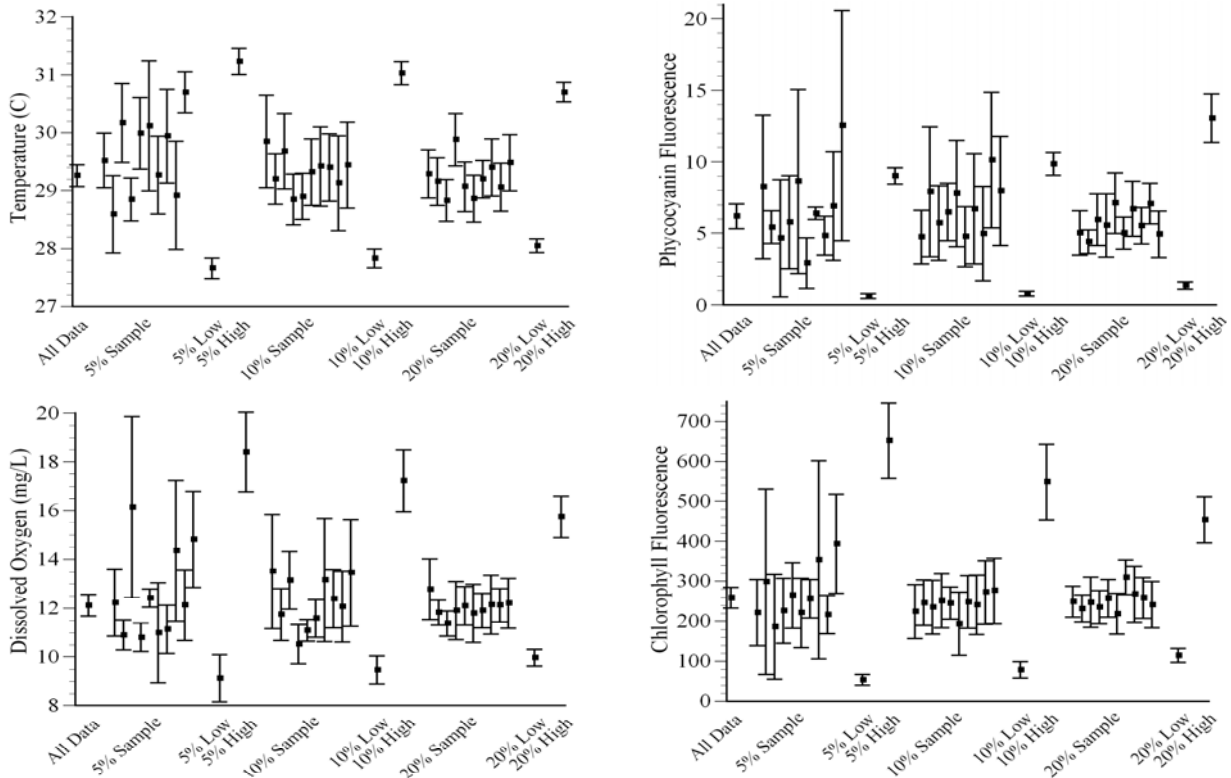 32
31
30
29
28
27
Temperature (C)
All Data
5% Sample
5% Low
5% High
10% Sample
10% Low
10% High
20% Sample
20% Low
20% High
20
15
10
5
0
Phycocyanin Fluorescence
All Data
5% Sample
5% Low
5% High
10% Sample
10% Low
10% High
20% Sample
20% Low
20% High
20
18
16
14
12
10
8
Dissolved Oxygen (mg/L)
All Data
5% Sample
5% Low
5% High
10% Sample
10% Low
10% High
20% Sample
20% Low
20% High
700
600
500
400
300
200
100
0
Chlorophyll Fluorescence
All Data
5% Sample
5% Low
5% High
10% Sample
10% Low
10% High
20% Sample
20% Low
20% High